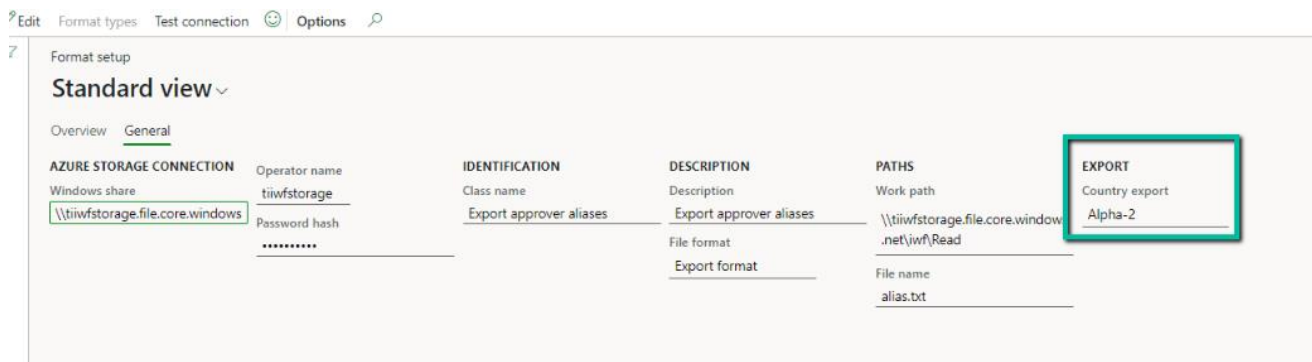 Edit Format types Test connection Options
Format setup
Standard view
Overview General
AZURE STORAGE CONNECTION
Windows share
\\tiiwfstorage.file.core.windows
Operator name
tiiwfstorage
Password hash
••••••••••
IDENTIFICATION
Class name
Export approver aliases
DESCRIPTION
Description
Export approver aliases
File format
Export format
PATHS
Work path
\\tiiwfstorage.file.core.window
.net\iwf\Read
File name
alias.txt
EXPORT
Country export
Alpha-2